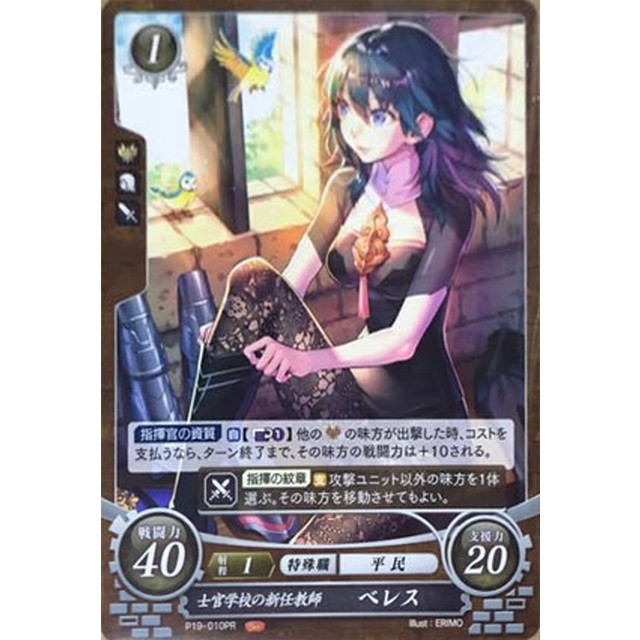 1
指揮官の資質 自【1】他の の味方が出撃した時、コストを
支払うなら、ターン終了まで、その味方の戦闘力は+10される。
指揮の紋章 攻 攻撃ユニット以外の味方を1体
選ぶ。その味方を移動させてもよい。
戦闘力
40
射程 1
特殊職 平民
支援力
20
士官学校の新任教師 ベレス
P19-010PR
Illust : ERIMO